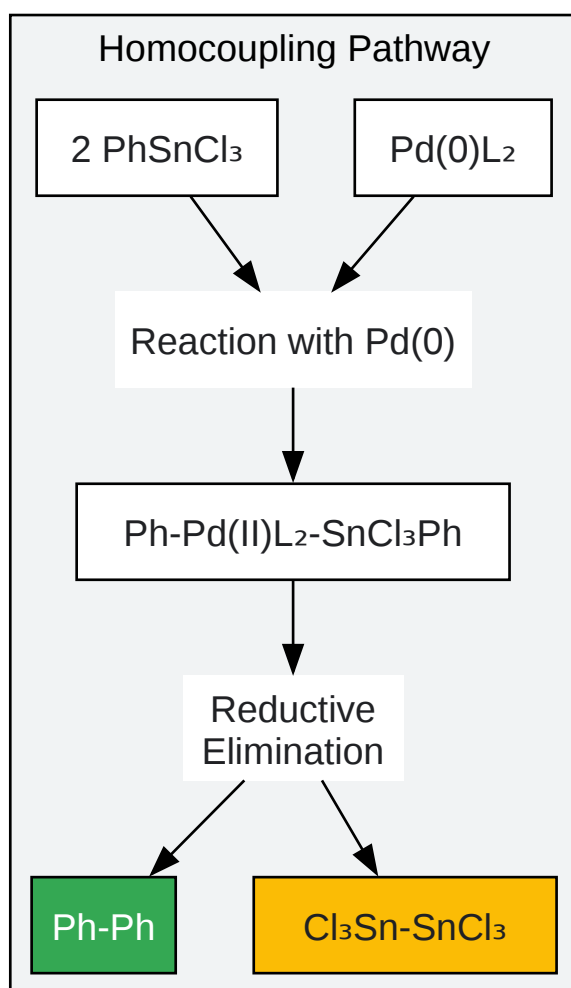 Homocoupling Pathway
2 PhSnCl₃
Pd(0)L₂
Reaction with Pd(0)
Ph-Pd(II)L₂-SnCl₃Ph
Reductive
Elimination
Ph-Ph
Cl₃Sn-SnCl₃